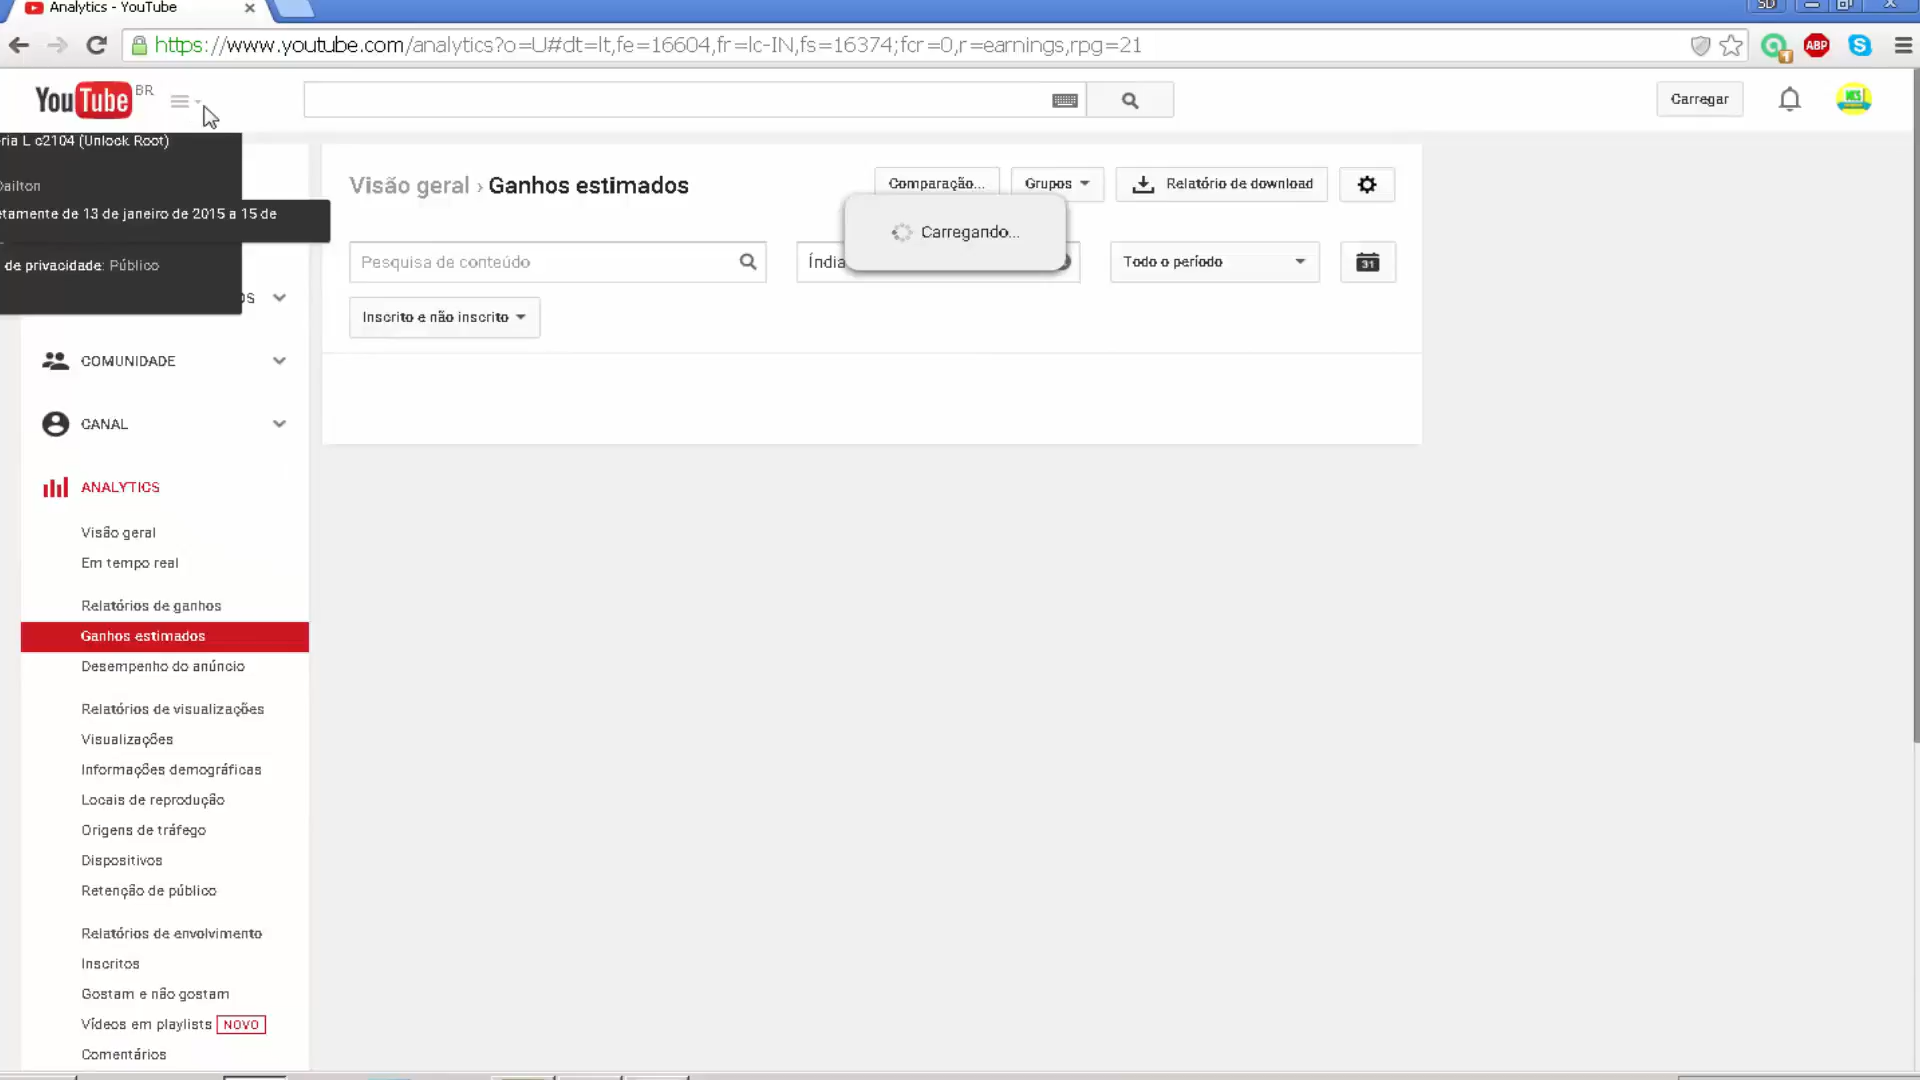 Analytics - YouTube
SD
https://www.youtube.com/analytics?o=U#dt=lt,fe=16604,fr=lc-IN,fs=16374;fcr=0,r=earnings,rpg=21
1
ABP
YouTube BR
Carregar
ria L c2104 (Unlock Root)
Dailton
etamente de 13 de janeiro de 2015 a 15 de
de privacidade: Público
OS
COMUNIDADE
CANAL
ANALYTICS
Visão geral
Em tempo real
Relatórios de ganhos
Ganhos estimados
Desempenho do anúncio
Relatórios de visualizações
Visualizações
Informações demográficas
Locais de reprodução
Origens de tráfego
Dispositivos
Retenção de público
Relatórios de envolvimento
Inscritos
Gostam e não gostam
Vídeos em playlists NOVO
Comentários
Visão geral › Ganhos estimados
Comparação...
Grupos
Relatório de download
Carregando...
Pesquisa de conteúdo
Índia
Todo o período
31
Inscrito e não inscrito